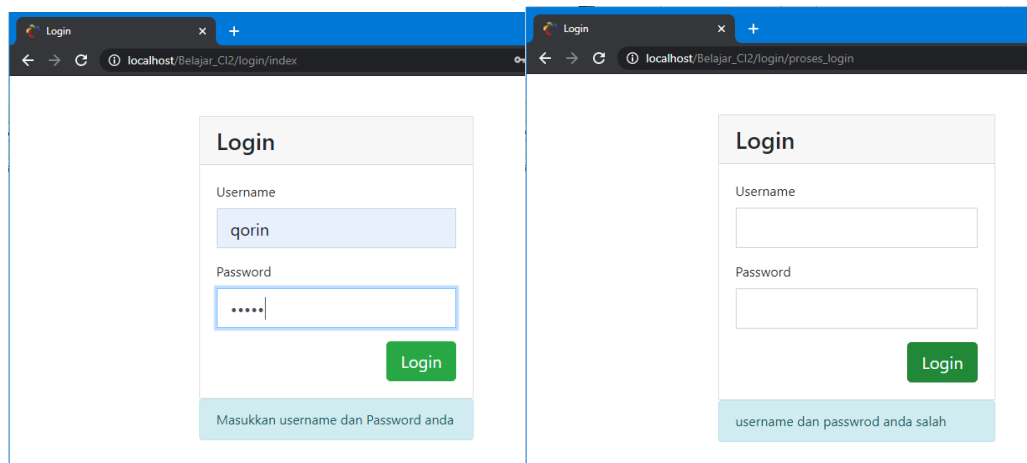 Login
localhost/Belajar_CI2/login/index
Login
Username
qorin
Password
•••••
Login
Masukkan username dan Password anda
Login
localhost/Belajar_CI2/login/proses_login
Login
Username
Password
Login
username dan passwrod anda salah